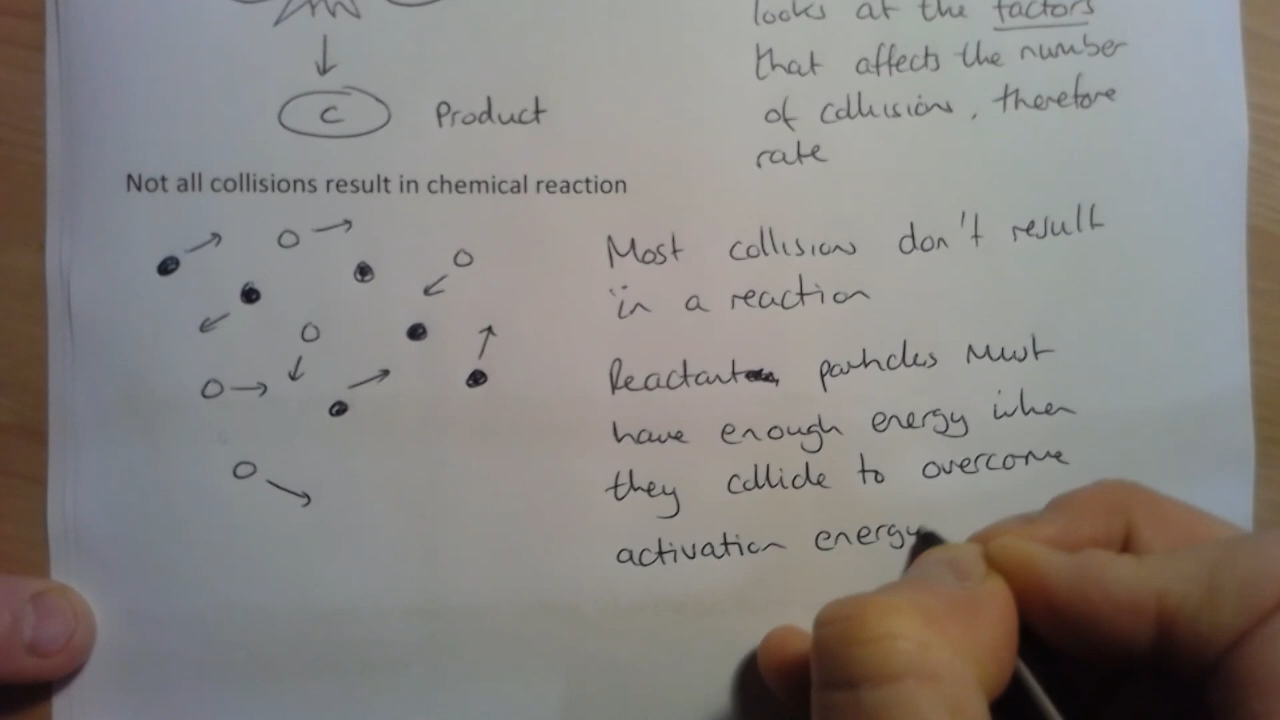 looks at the factors
that affects the number
of collisions, therefore
rate
C Product
Not all collisions result in chemical reaction
Most collisions don't result
in a reaction
Reactant particles must
have enough energy when
they collide to overcome
activation energy